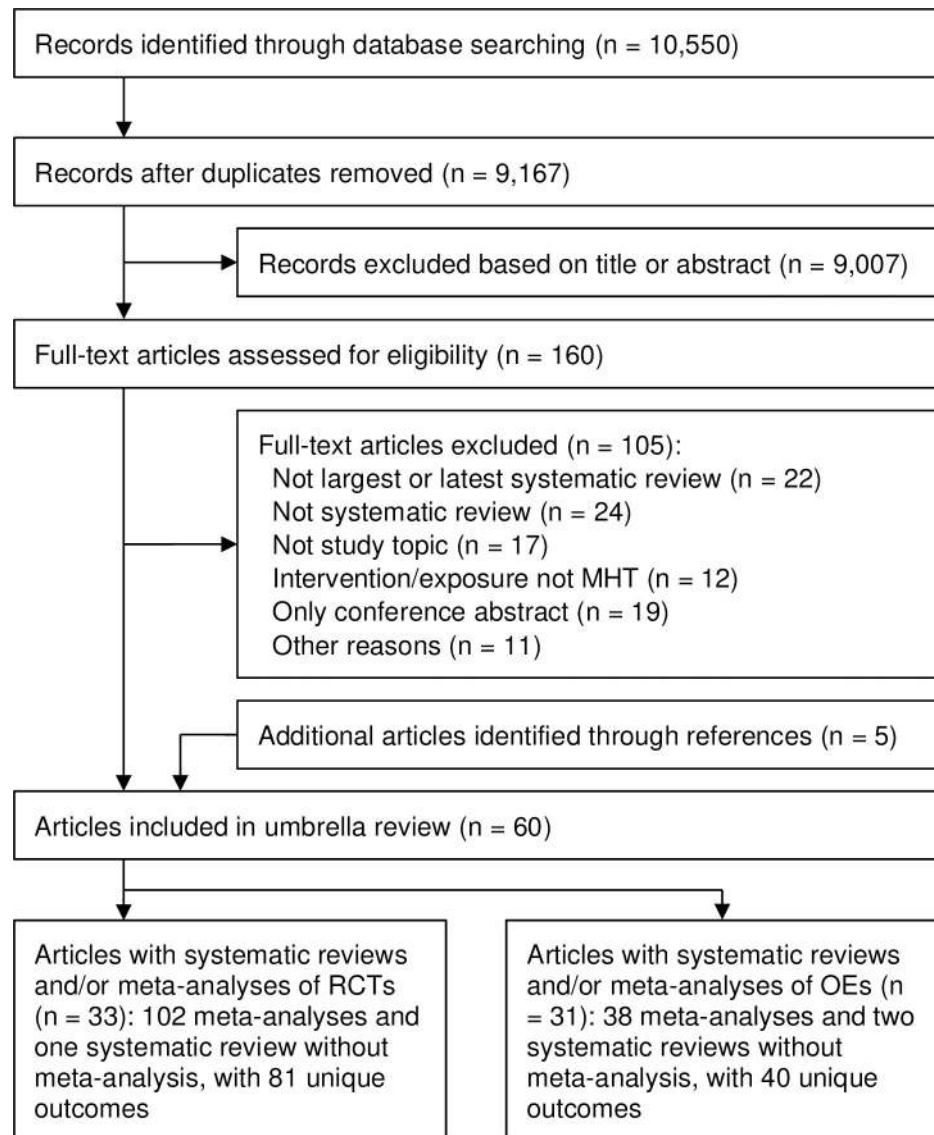 Records identified through database searching (n = 10,550)
Records after duplicates removed (n = 9,167)
Records excluded based on title or abstract (n = 9,007)
Full-text articles assessed for eligibility (n = 160)
Full-text articles excluded (n = 105):
Not largest or latest systematic review (n = 22)
Not systematic review (n = 24)
Not study topic (n = 17)
Intervention/exposure not MHT (n = 12)
Only conference abstract (n = 19)
Other reasons (n = 11)
Additional articles identified through references (n = 5)
Articles included in umbrella review (n = 60)
Articles with systematic reviews
and/or meta-analyses of RCTs
(n = 33): 102 meta-analyses and
one systematic review without
meta-analysis, with 81 unique
outcomes
Articles with systematic reviews
and/or meta-analyses of OEs (n
= 31): 38 meta-analyses and two
systematic reviews without
meta-analysis, with 40 unique
outcomes